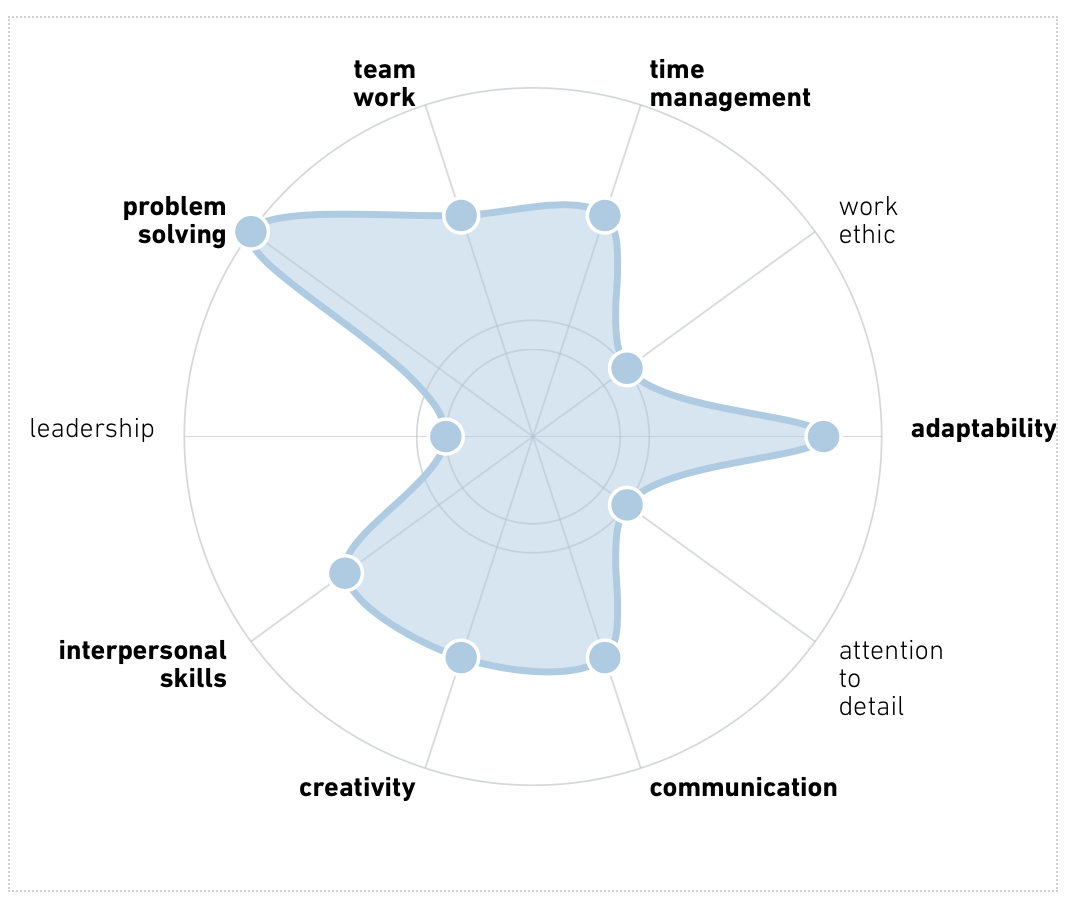 team
work
time
management
problem
solving
work
ethic
leadership
adaptability
interpersonal
skills
attention
to
detail
creativity
communication